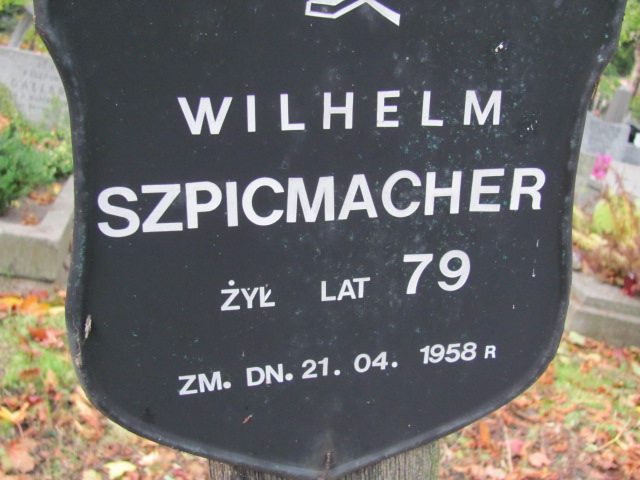 WILHELM
SZPICMACHER
ŻYŁ LAT 79
ZM. DN. 21. 04. 1958 R